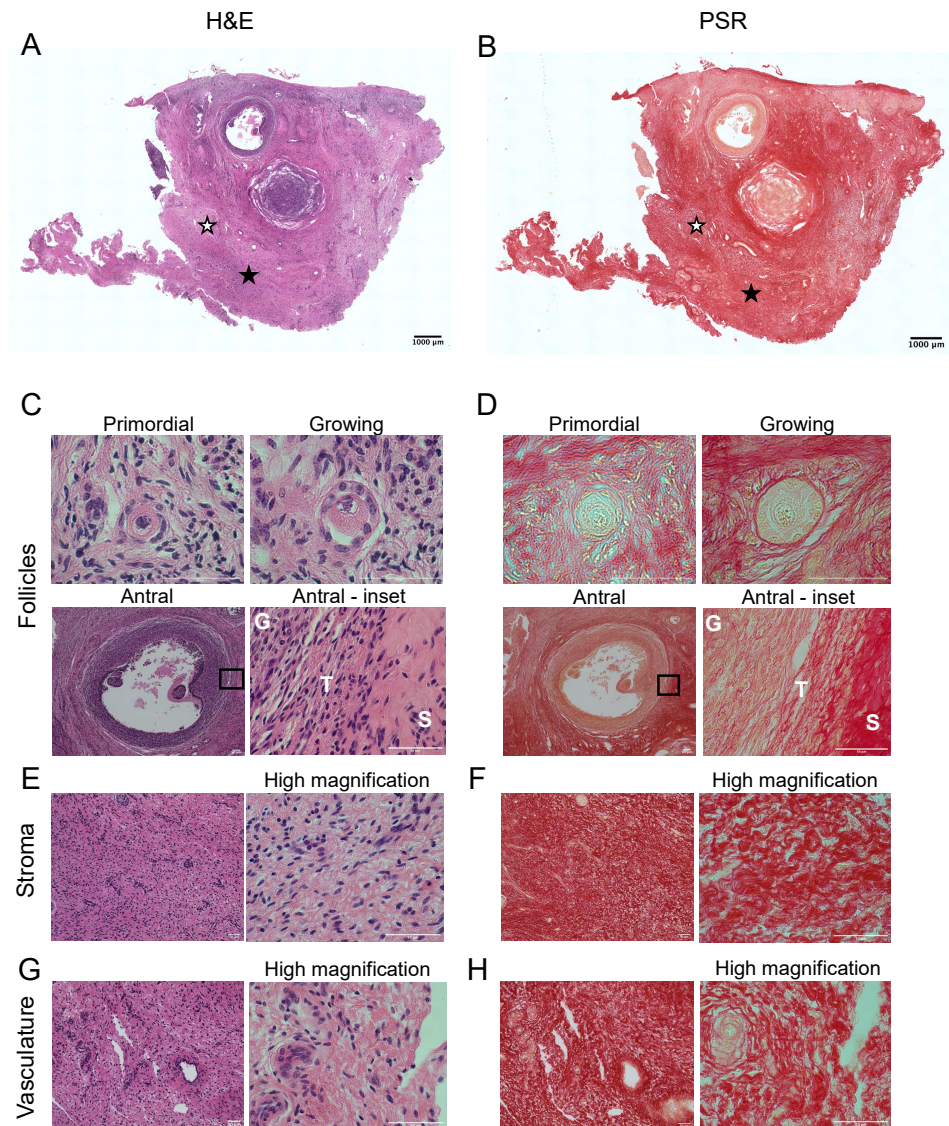 H&E
PSR
A
B
1000 µm
1000 µm
C
D
Primordial
Growing
Primordial
Growing
Follicles
Antral
Antral - inset
Antral
Antral - inset
G
T
S
G
T
S
E
High magnification
F
High magnification
Stroma
G
High magnification
H
High magnification
Vasculature